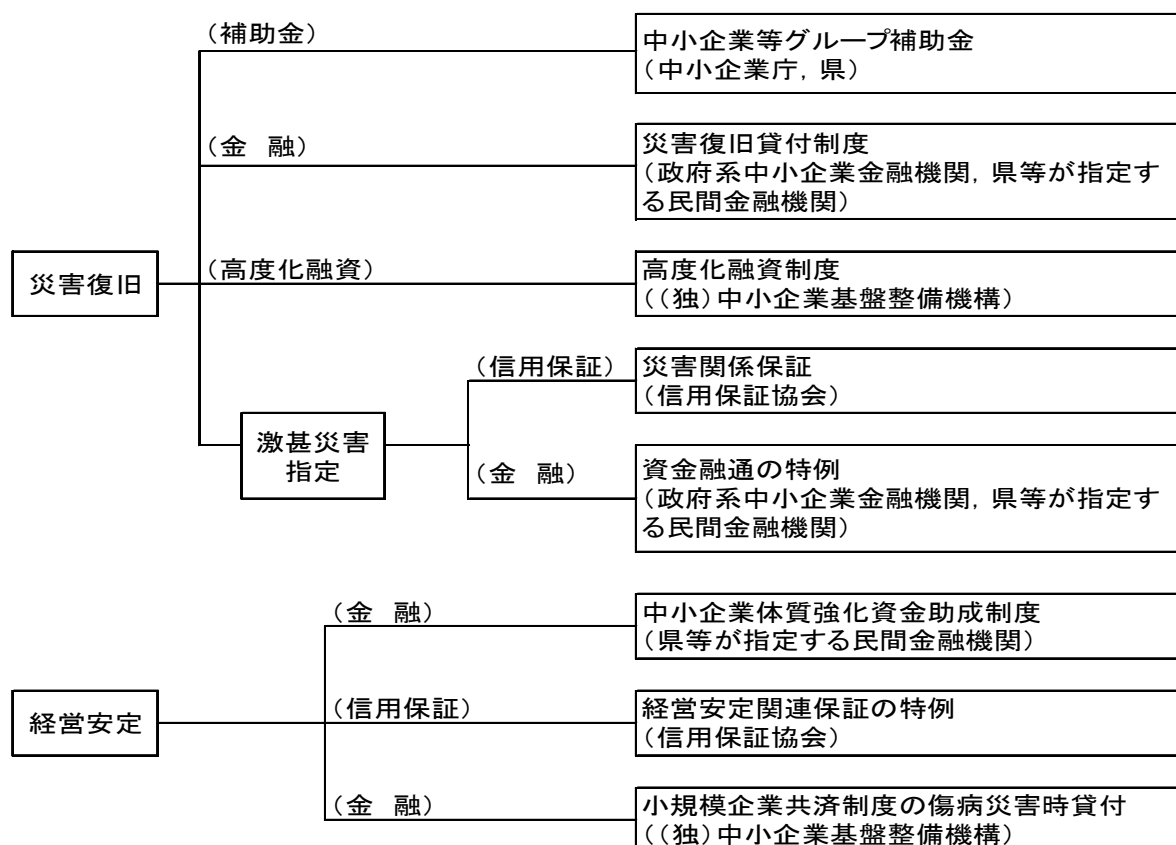 (補助金)
中小企業等グループ補助金
(中小企業庁, 県)
(金 融)
災害復旧貸付制度
(政府系中小企業金融機関, 県等が指定す
る民間金融機関)
災害復旧
(高度化融資)
高度化融資制度
((独)中小企業基盤整備機構)
激甚災害
指定
(信用保証)
災害関係保証
(信用保証協会)
(金 融)
資金融通の特例
(政府系中小企業金融機関, 県等が指定す
る民間金融機関)
経営安定
(金 融)
中小企業体質強化資金助成制度
(県等が指定する民間金融機関)
(信用保証)
経営安定関連保証の特例
(信用保証協会)
(金 融)
小規模企業共済制度の傷病災害時貸付
((独)中小企業基盤整備機構)